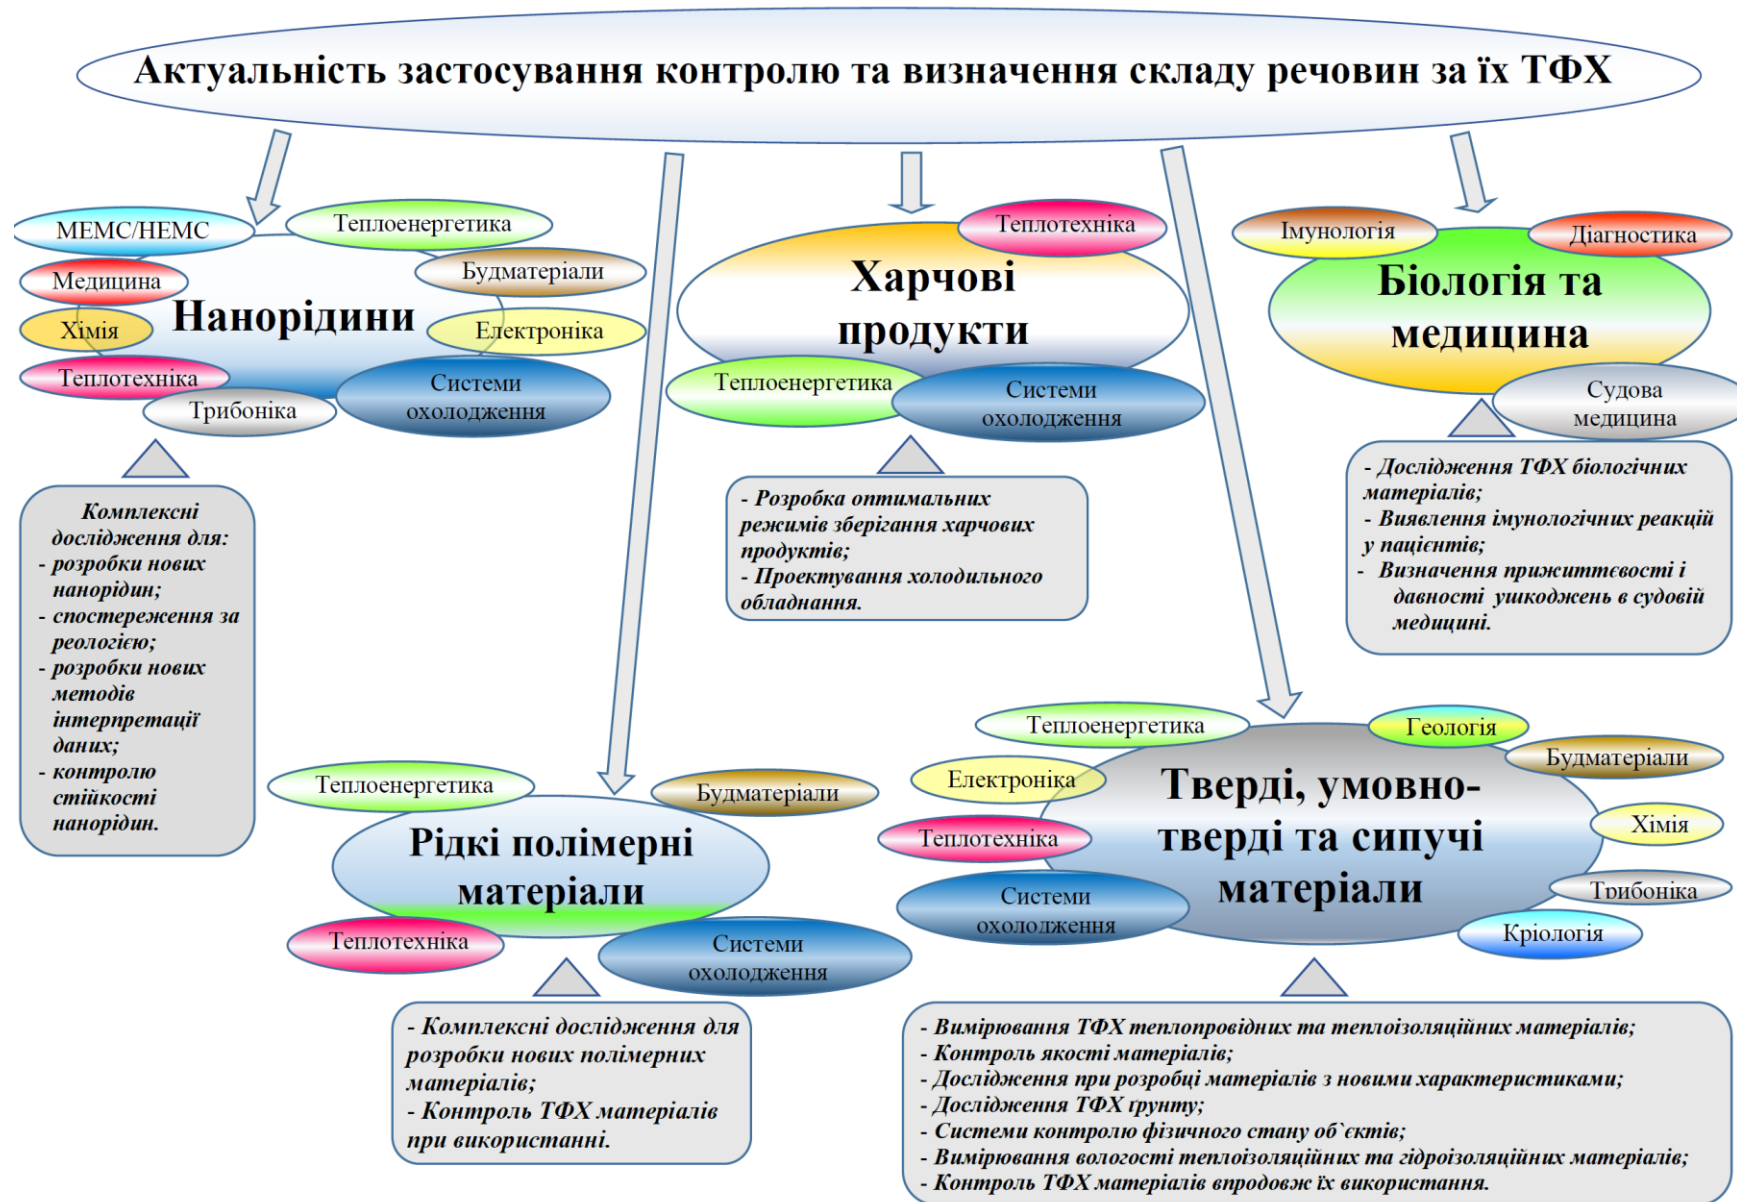 Актуальність застосування контролю та визначення складу речовин за їх ТФХ
МЕМС/НЕМС
Теплоенергетика
Медицина
Будматеріали
Нанорідини
Хімія
Електроніка
Теплотехніка
Системи
охолодження
Трибоніка
Комплексні
дослідження для:
- розробки нових
нанорідин;
- спостереження за
реологією;
- розробки нових
методів
інтерпретації
даних;
- контролю
стійкості
нанорідин.
Теплотехніка
Харчові
продукти
Теплоенергетика
Системи
охолодження
- Розробка оптимальних
режимів зберігання харчових
продуктів;
- Проектування холодильного
обладнання.
Імунологія
Діагностика
Біологія та
медицина
Судова
медицина
- Дослідження ТФХ біологічних
матеріалів;
- Виявлення імунологічних реакцій
у пацієнтів;
- Визначення прижиттєвості і
давності ушкоджень в судовій
медицині.
Теплоенергетика
Будматеріали
Рідкі полімерні
матеріали
Теплотехніка
Системи
охолодження
- Комплексні дослідження для
розробки нових полімерних
матеріалів;
- Контроль ТФХ матеріалів
при використанні.
Теплоенергетика
Геологія
Електроніка
Будматеріали
Тверді, умовно-
тверді та сипучі
матеріали
Теплотехніка
Хімія
Системи
охолодження
Трибоніка
Кріологія
- Вимірювання ТФХ теплопровідних та теплоізоляційних матеріалів;
- Контроль якості матеріалів;
- Дослідження при розробці матеріалів з новими характеристиками;
- Дослідження ТФХ ґрунту;
- Системи контролю фізичного стану об`єктів;
- Вимірювання вологості теплоізоляційних та гідроізоляційних матеріалів;
- Контроль ТФХ матеріалів впродовж їх використання.